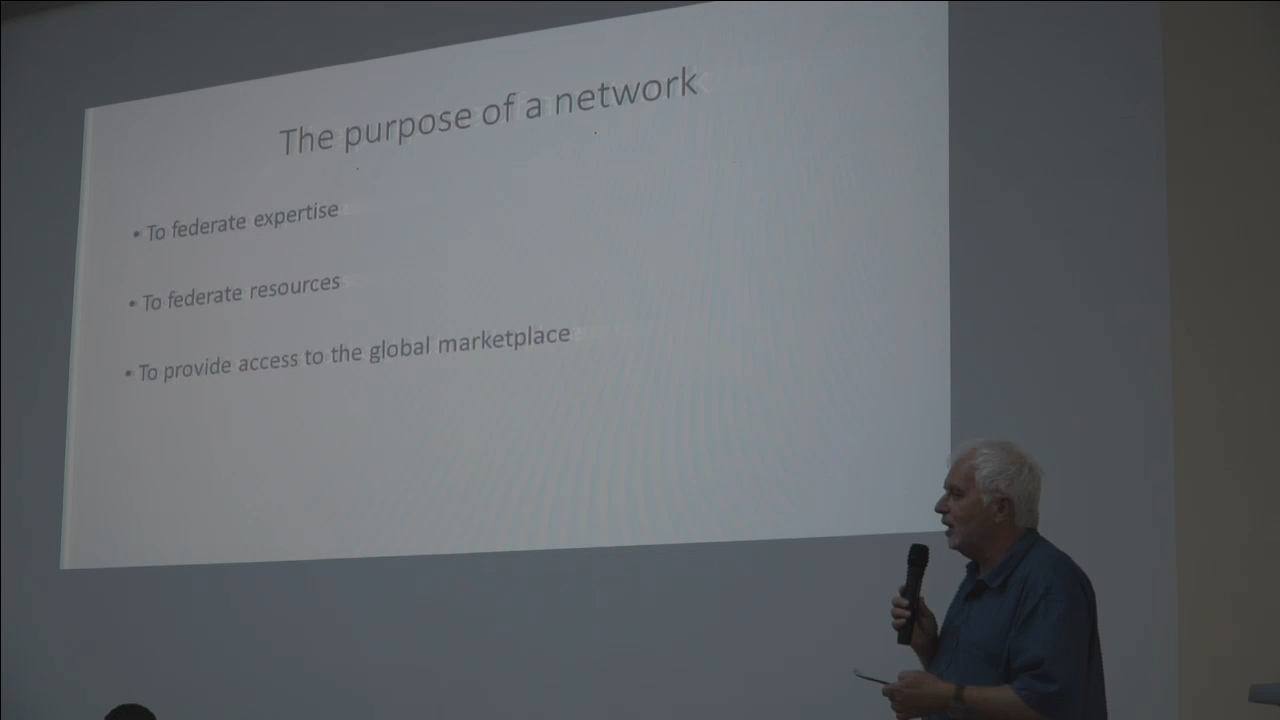 The purpose of a network
• To federate expertise
• To federate resources
• To provide access to the global marketplace